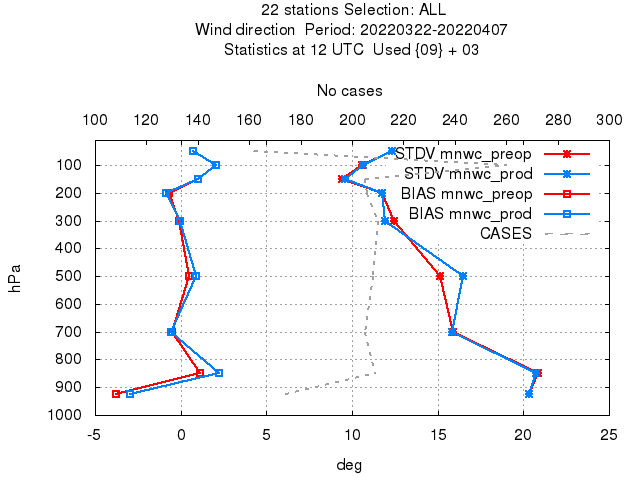 22 stations Selection: ALL
Wind direction  Period: 20220322-20220407
Statistics at 12 UTC  Used {09} + 03
No cases
100 120 140 160 180 200 220 240 260 280 300
STDV mnwc_preop
STDV mnwc_prod
BIAS mnwc_preop
BIAS mnwc_prod
CASES
hPa
100
200
300
400
500
600
700
800
900
1000
-5 0 5 10 15 20 25
deg